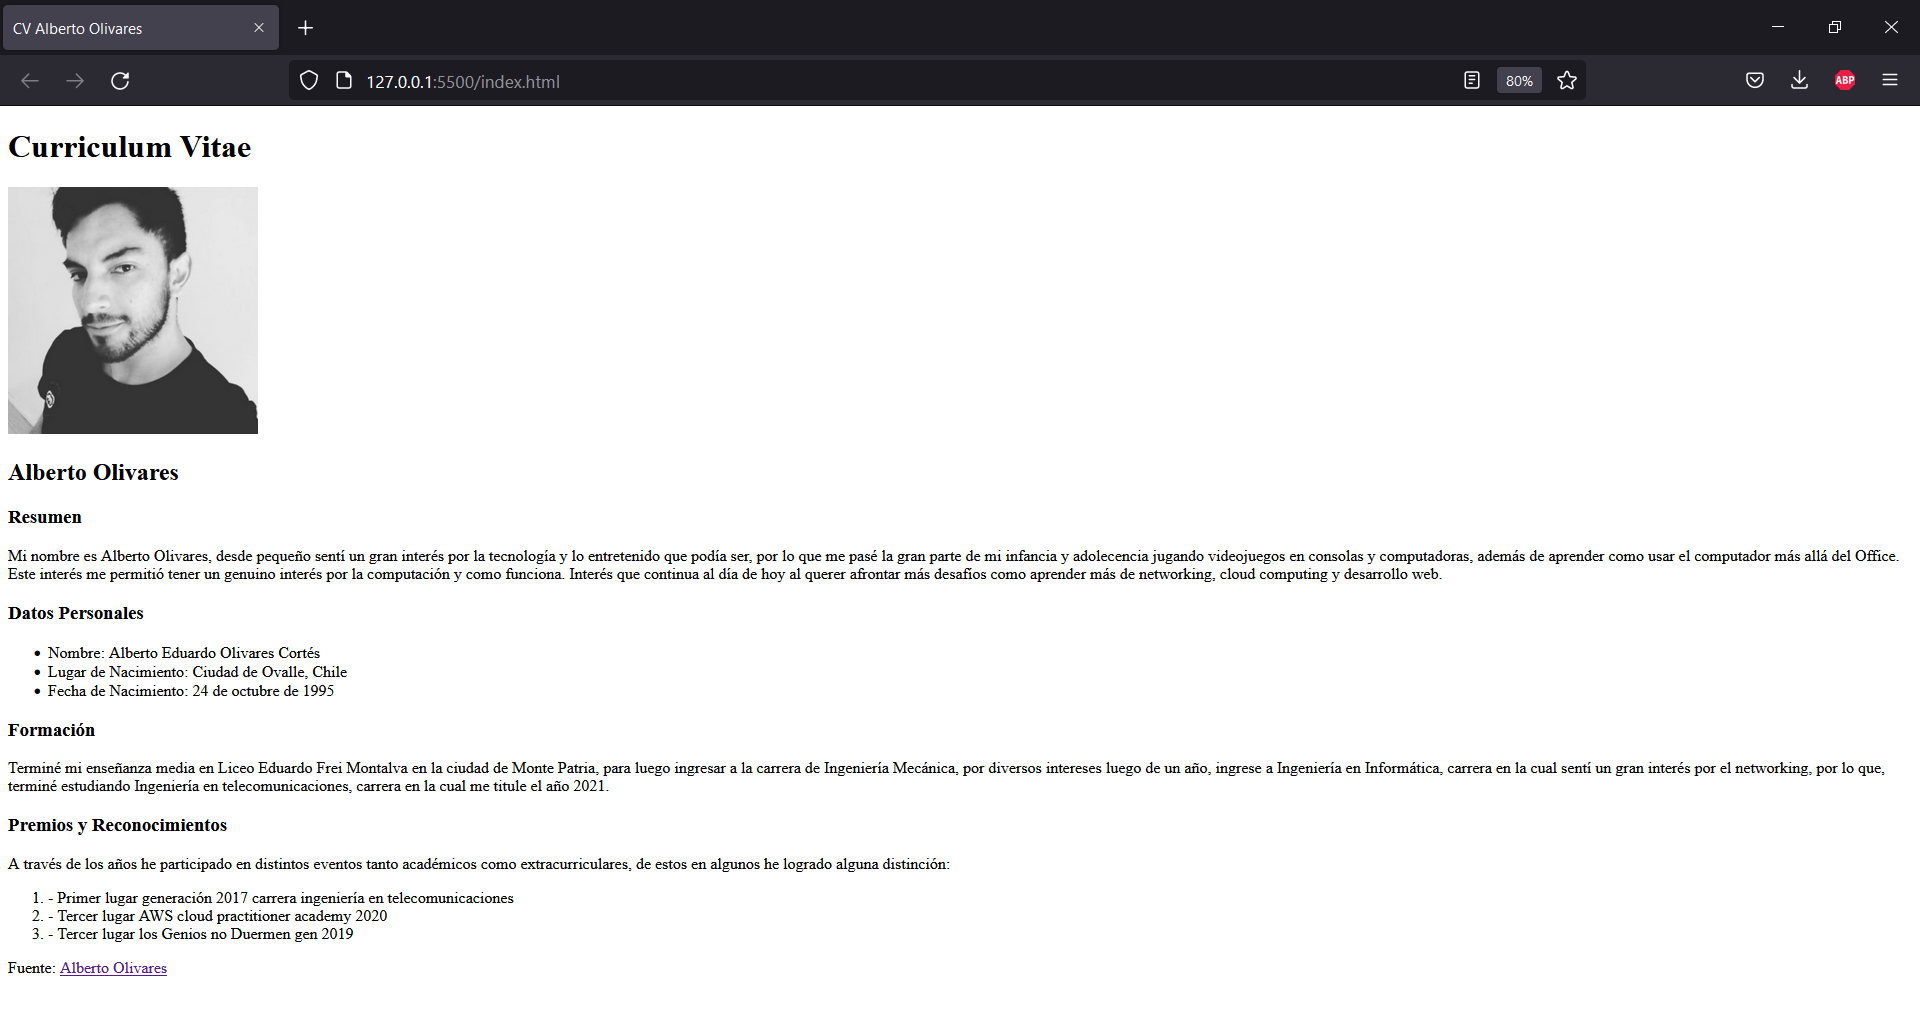 CV Alberto Olivares
127.0.0.1:5500/index.html
80%
ABP
Curriculum Vitae
Alberto Olivares
Resumen
Mi nombre es Alberto Olivares, desde pequeño sentí un gran interés por la tecnología y lo entretenido que podía ser, por lo que me pasé la gran parte de mi infancia y adolecencia jugando videojuegos en consolas y computadoras, además de aprender como usar el computador más allá del Office.
Este interés me permitió tener un genuino interés por la computación y como funciona. Interés que continua al día de hoy al querer afrontar más desafíos como aprender más de networking, cloud computing y desarrollo web.
Datos Personales
• Nombre: Alberto Eduardo Olivares Cortés
• Lugar de Nacimiento: Ciudad de Ovalle, Chile
• Fecha de Nacimiento: 24 de octubre de 1995
Formación
Terminé mi enseñanza media en Liceo Eduardo Frei Montalva en la ciudad de Monte Patria, para luego ingresar a la carrera de Ingeniería Mecánica, por diversos intereses luego de un año, ingrese a Ingeniería en Informática, carrera en la cual sentí un gran interés por el networking, por lo que,
terminé estudiando Ingeniería en telecomunicaciones, carrera en la cual me titule el año 2021.
Premios y Reconocimientos
A través de los años he participado en distintos eventos tanto académicos como extracurriculares, de estos en algunos he logrado alguna distinción:
1. - Primer lugar generación 2017 carrera ingeniería en telecomunicaciones
2. - Tercer lugar AWS cloud practitioner academy 2020
3. - Tercer lugar los Genios no Duermen gen 2019
Fuente: Alberto Olivares